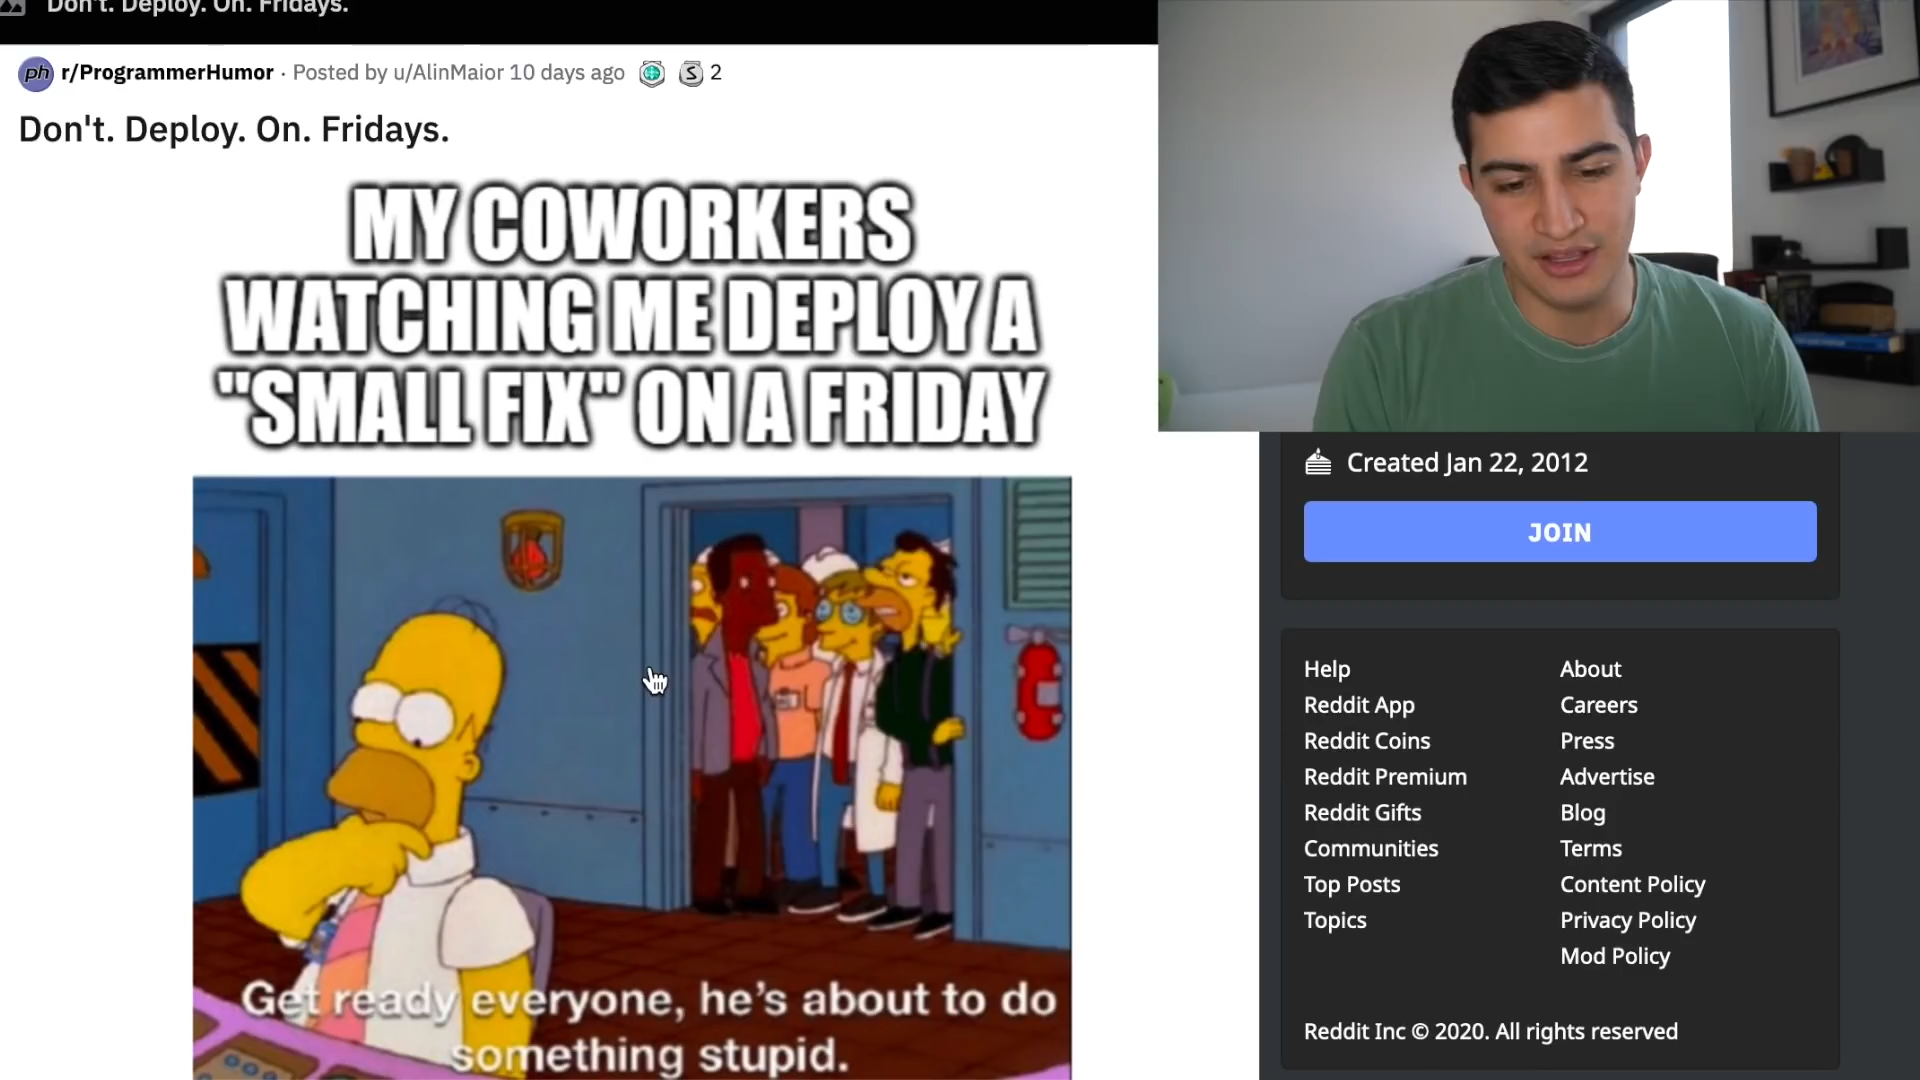 Don't. Deploy. On. Fridays.
ph r/ProgrammerHumor · Posted by u/AlinMaior 10 days ago S 2
Don't. Deploy. On. Fridays.
MY COWORKERS
WATCHING ME DEPLOY A
"SMALL FIX" ON A FRIDAY
Get ready everyone, he's about to do
something stupid.
Created Jan 22, 2012
JOIN
Help
Reddit App
Reddit Coins
Reddit Premium
Reddit Gifts
Communities
Top Posts
Topics
About
Careers
Press
Advertise
Blog
Terms
Content Policy
Privacy Policy
Mod Policy
Reddit Inc © 2020. All rights reserved